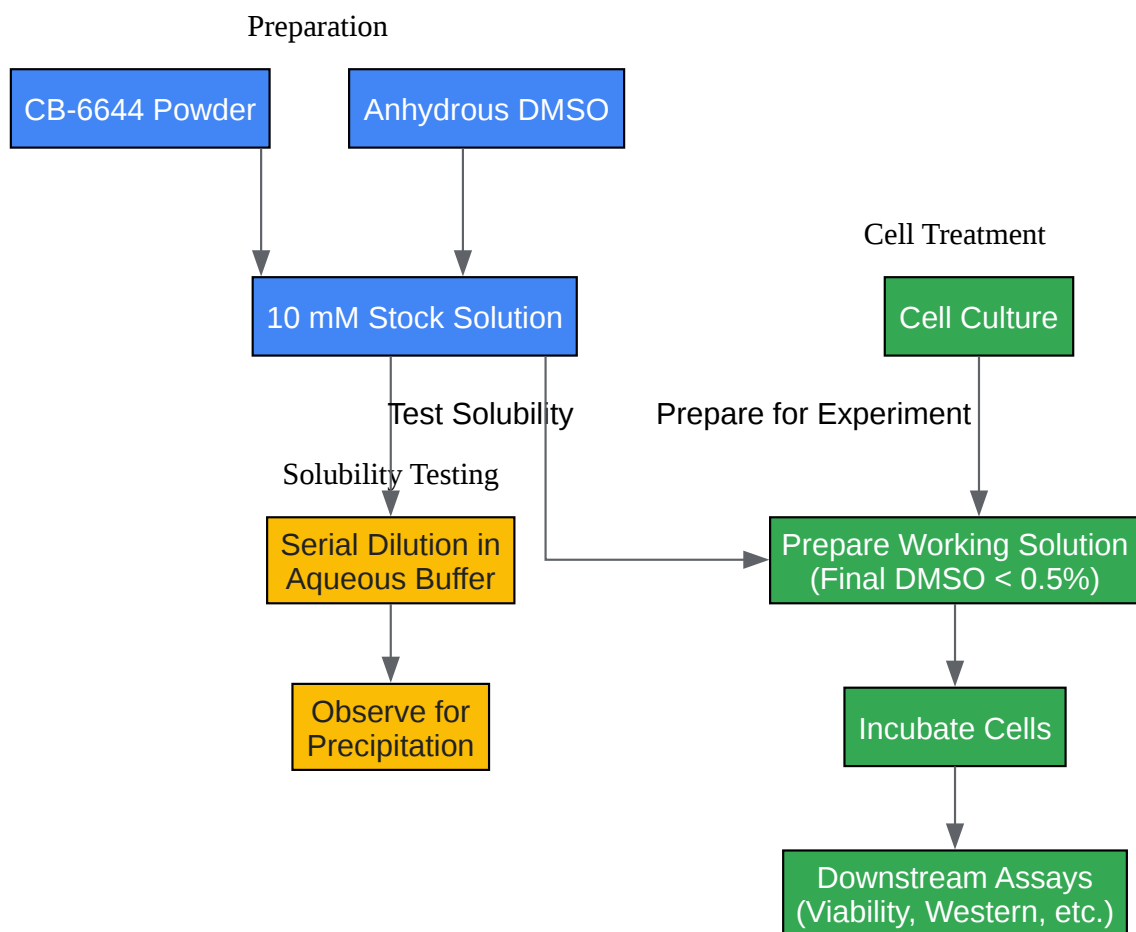 Preparation
CB-6644 Powder
Anhydrous DMSO
Cell Treatment
10 mM Stock Solution
Cell Culture
Test Solubility
Prepare for Experiment
Solubility Testing
Serial Dilution in
Aqueous Buffer
Prepare Working Solution
(Final DMSO < 0.5%)
Observe for
Precipitation
Incubate Cells
Downstream Assays
(Viability, Western, etc.)